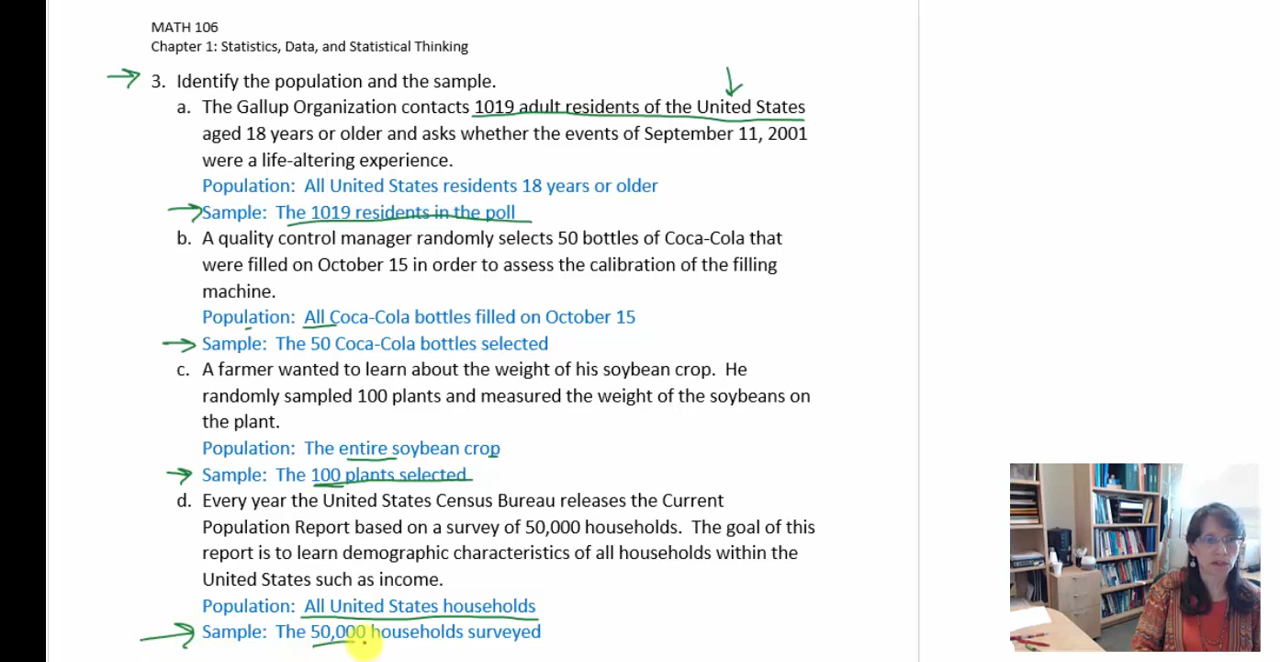 MATH 106
Chapter 1: Statistics, Data, and Statistical Thinking
3. Identify the population and the sample.
a. The Gallup Organization contacts 1019 adult residents of the United States
aged 18 years or older and asks whether the events of September 11, 2001
were a life-altering experience.
Population: All United States residents 18 years or older
Sample: The 1019 residents in the poll
b. A quality control manager randomly selects 50 bottles of Coca-Cola that
were filled on October 15 in order to assess the calibration of the filling
machine.
Population: All Coca-Cola bottles filled on October 15
Sample: The 50 Coca-Cola bottles selected
c. A farmer wanted to learn about the weight of his soybean crop. He
randomly sampled 100 plants and measured the weight of the soybeans on
the plant.
Population: The entire soybean crop
Sample: The 100 plants selected
d. Every year the United States Census Bureau releases the Current
Population Report based on a survey of 50,000 households. The goal of this
report is to learn demographic characteristics of all households within the
United States such as income.
Population: All United States households
Sample: The 50,000 households surveyed